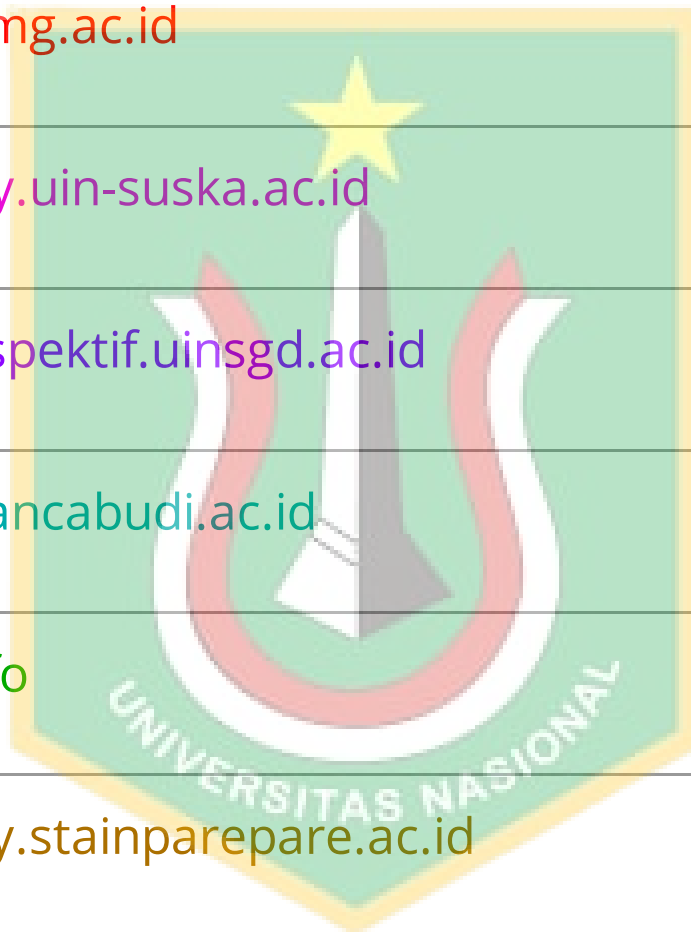 mg.ac.id
y.uin-suska.ac.id
spektif.uinsgd.ac.id
ancabudi.ac.id
fo
y.stainparepare.ac.id
UNIVERSITAS NASIONAL